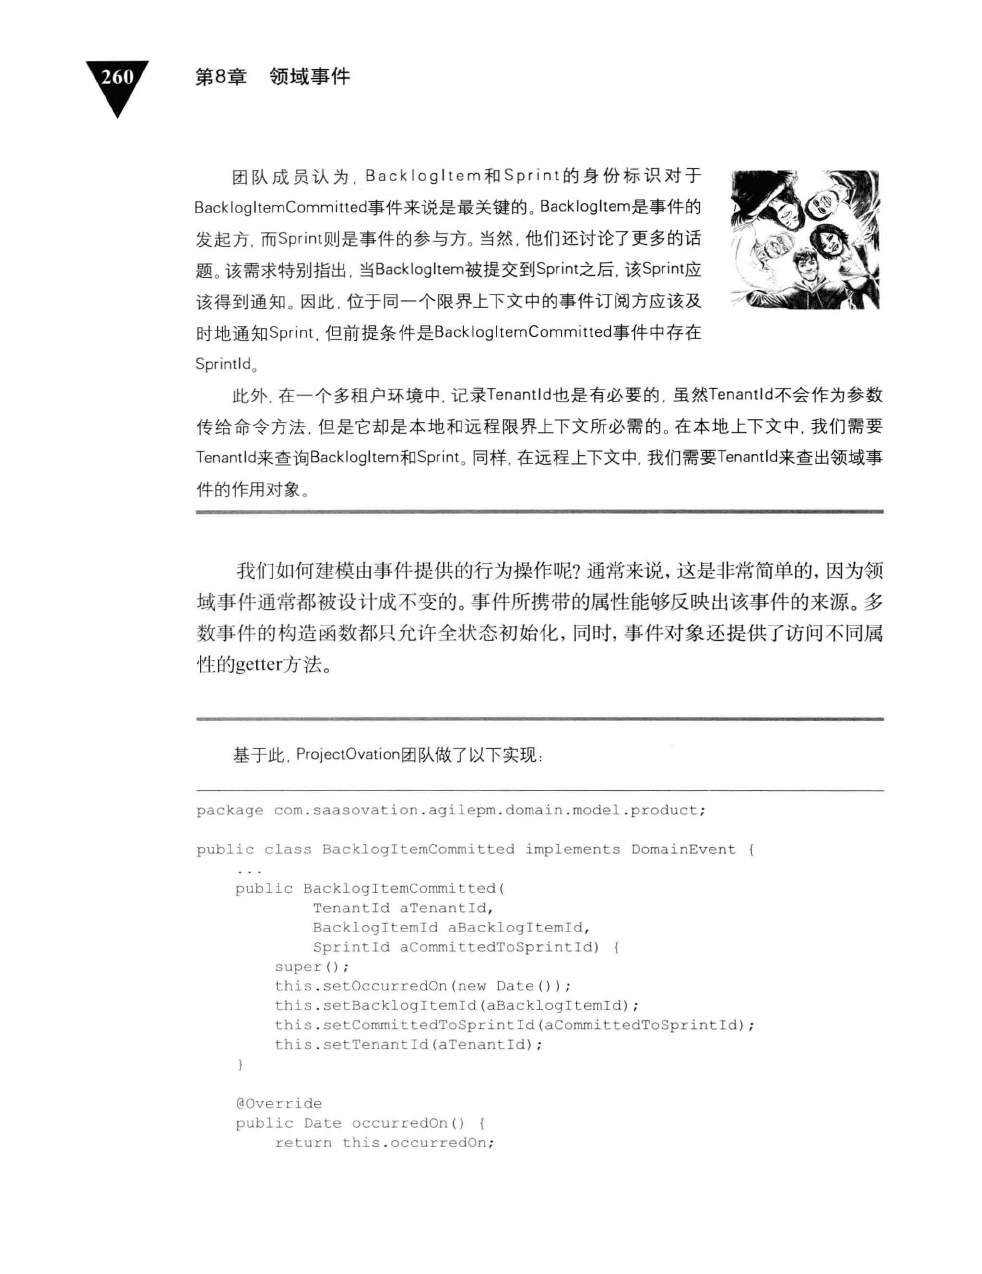 260
第8章 领域事件
团队成员认为，BacklogItem和Sprint的身份标识对于
BacklogItemCommitted事件来说是最关键的。BacklogItem是事件的
发起方，而Sprint则是事件的参与方。当然，他们还讨论了更多的话
题。该需求特别指出，当BacklogItem被提交到Sprint之后，该Sprint应
该得到通知。因此，位于同一个限界上下文中的事件订阅方应该及
时地通知Sprint，但前提条件是BacklogItemCommitted事件中存在
SprintId。
此外，在一个多租户环境中，记录TenantId也是有必要的，虽然TenantId不会作为参数
传给命令方法，但是它却是本地和远程限界上下文所必需的。在本地上下文中，我们需要
TenantId来查询BacklogItem和Sprint。同样，在远程上下文中，我们需要TenantId来查出领域事
件的作用对象。
我们如何建模由事件提供的行为操作呢？通常来说，这是非常简单的，因为领
域事件通常都被设计成不变的。事件所携带的属性能够反映出该事件的来源。多
数事件的构造函数都只允许全状态初始化，同时，事件对象还提供了访问不同属
性的getter方法。
基于此，ProjectOvation团队做了以下实现：
package com.saasovation.agilepm.domain.model.product;
public class BacklogItemCommitted implements DomainEvent {
...
public BacklogItemCommitted(
TenantId aTenantId,
BacklogItemId aBacklogItemId,
SprintId aCommittedToSprintId) {
super();
this.setOccurredOn(new Date());
this.setBacklogItemId(aBacklogItemId);
this.setCommittedToSprintId(aCommittedToSprintId);
this.setTenantId(aTenantId);
}
@Override
public Date occurredOn() {
return this.occurredOn;